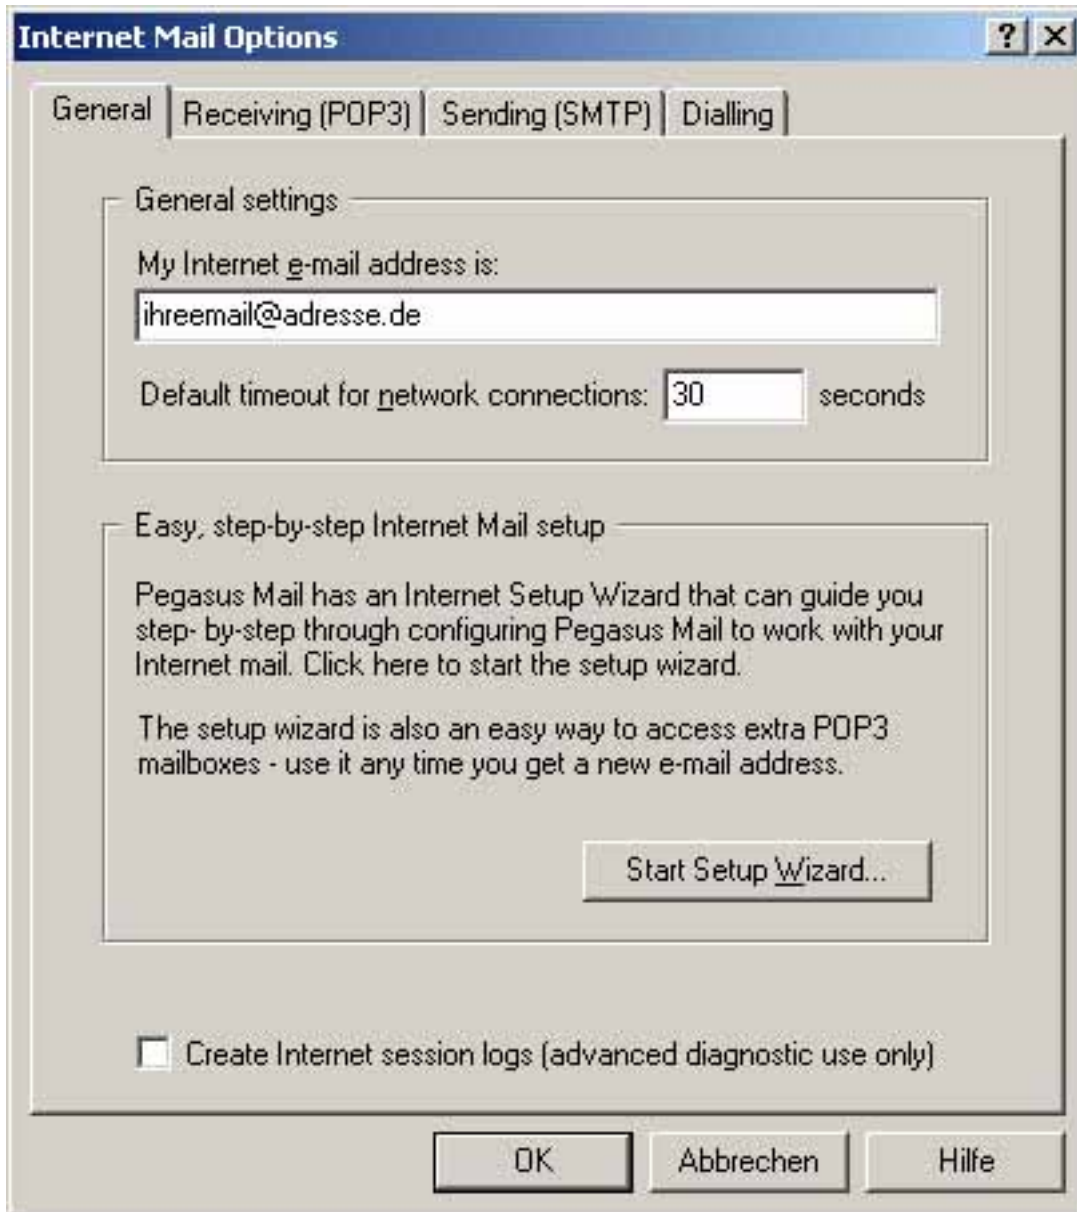 Internet Mail Options
General
Receiving (POP3)
Sending (SMTP)
Dialling
General settings
My Internet e-mail address is:
ihreemail@adresse.de
Default timeout for network connections: 30 seconds
Easy, step-by-step Internet Mail setup
Pegasus Mail has an Internet Setup Wizard that can guide you
step- by-step through configuring Pegasus Mail to work with your
Internet mail. Click here to start the setup wizard.
The setup wizard is also an easy way to access extra POP3
mailboxes - use it any time you get a new e-mail address.
Start Setup Wizard...
Create Internet session logs (advanced diagnostic use only)
OK
Abbrechen
Hilfe